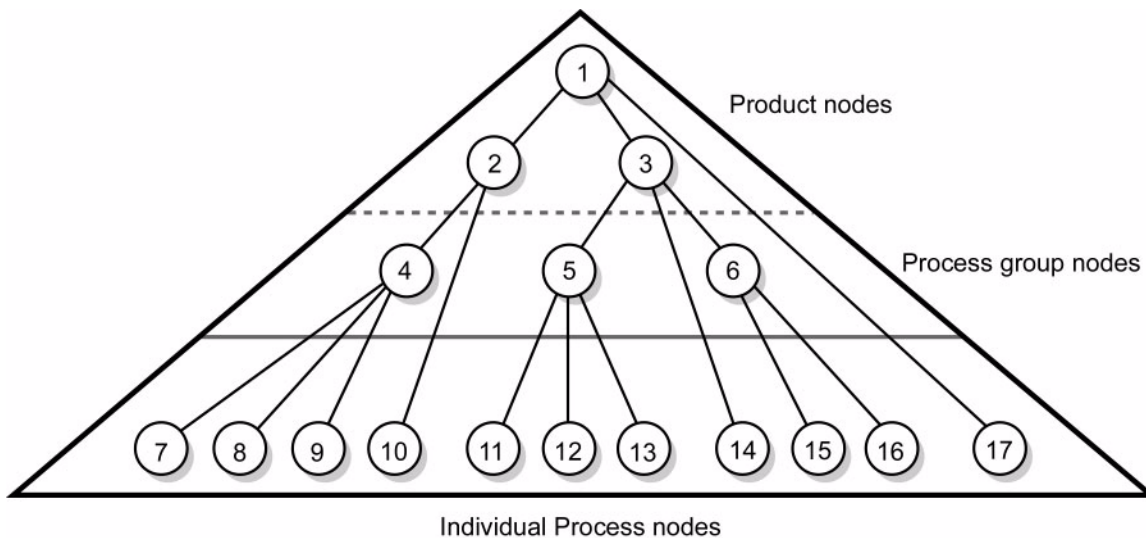 1
Product nodes
2 3
Process group nodes
4 5 6
7 8 9 10 11 12 13 14 15 16 17
Individual Process nodes